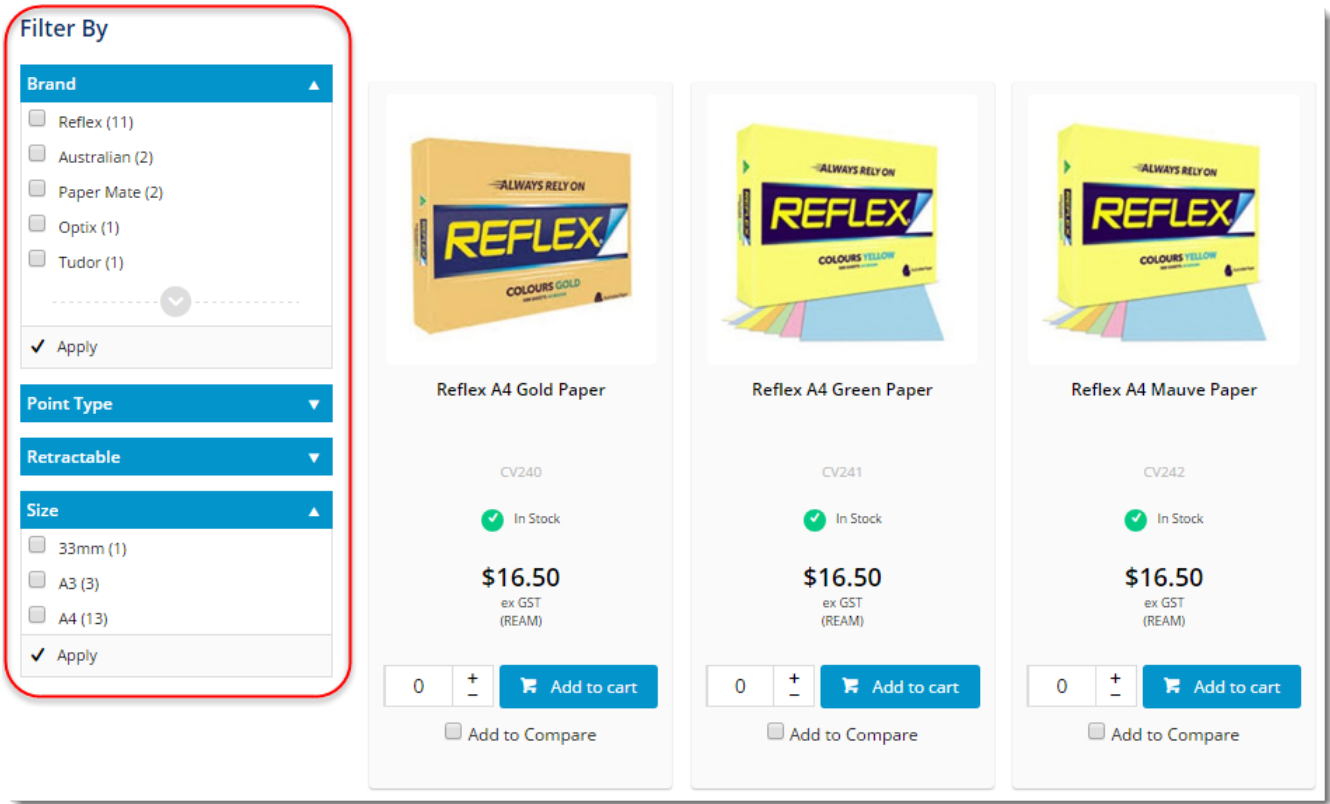 Filter By
Brand
Reflex (11)
Australian (2)
Paper Mate (2)
Optix (1)
Tudor (1)
Apply
Point Type
Retractable
Size
33mm (1)
A3 (3)
A4 (13)
Apply
ALWAYS RELY ON
REFLEX
COLOURS GOLD
Reflex A4 Gold Paper
CV240
In Stock
$16.50
ex GST
(REAM)
0 + −
Add to cart
Add to Compare
ALWAYS RELY ON
REFLEX
COLOURS YELLOW
Reflex A4 Green Paper
CV241
In Stock
$16.50
ex GST
(REAM)
0 + −
Add to cart
Add to Compare
ALWAYS RELY ON
REFLEX
COLOURS YELLOW
Reflex A4 Mauve Paper
CV242
In Stock
$16.50
ex GST
(REAM)
0 + −
Add to cart
Add to Compare